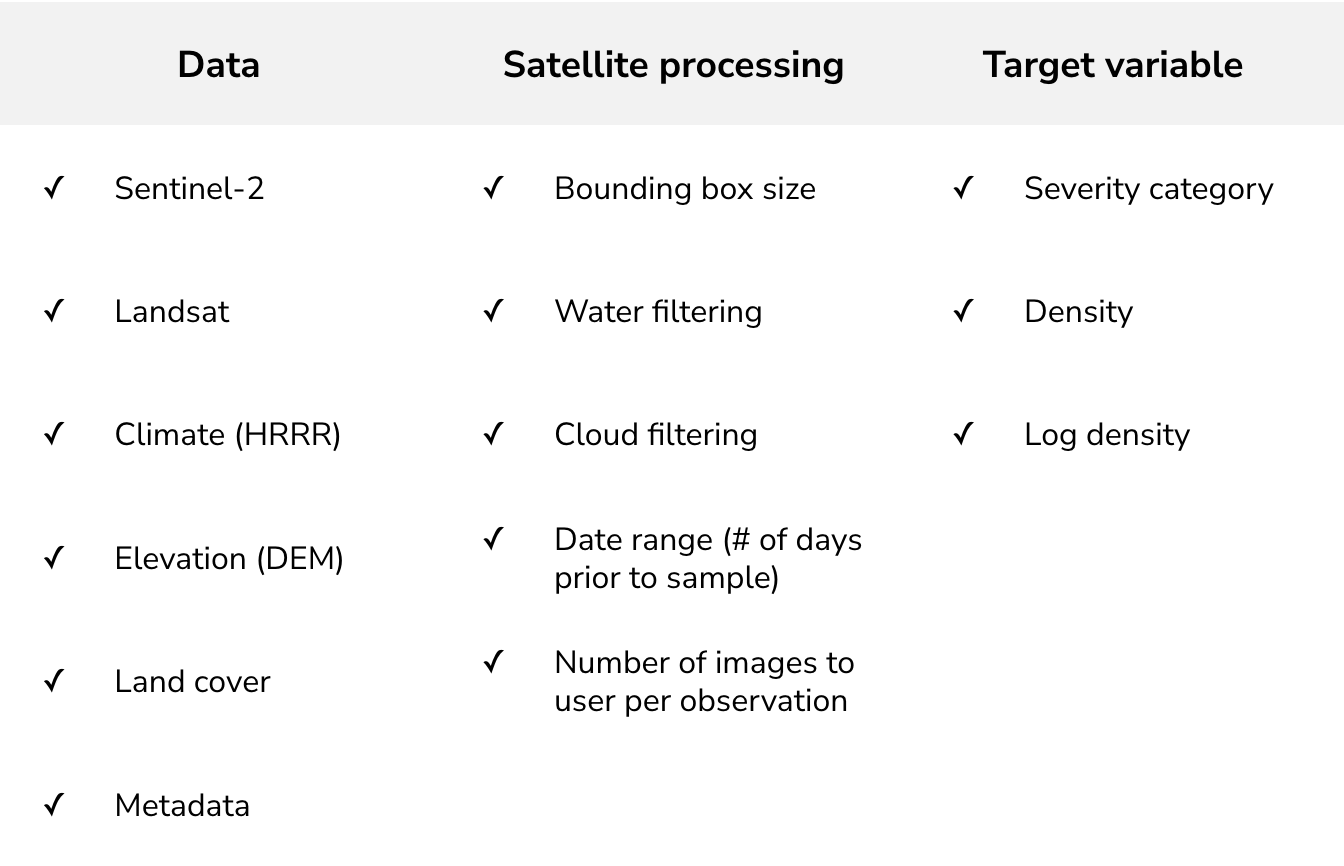 Data Satellite processing Target variable
✓ Sentinel-2 ✓ Bounding box size ✓ Severity category
✓ Landsat ✓ Water filtering ✓ Density
✓ Climate (HRRR) ✓ Cloud filtering ✓ Log density
✓ Elevation (DEM) ✓ Date range (# of days
prior to sample)
✓ Land cover ✓ Number of images to
user per observation
✓ Metadata